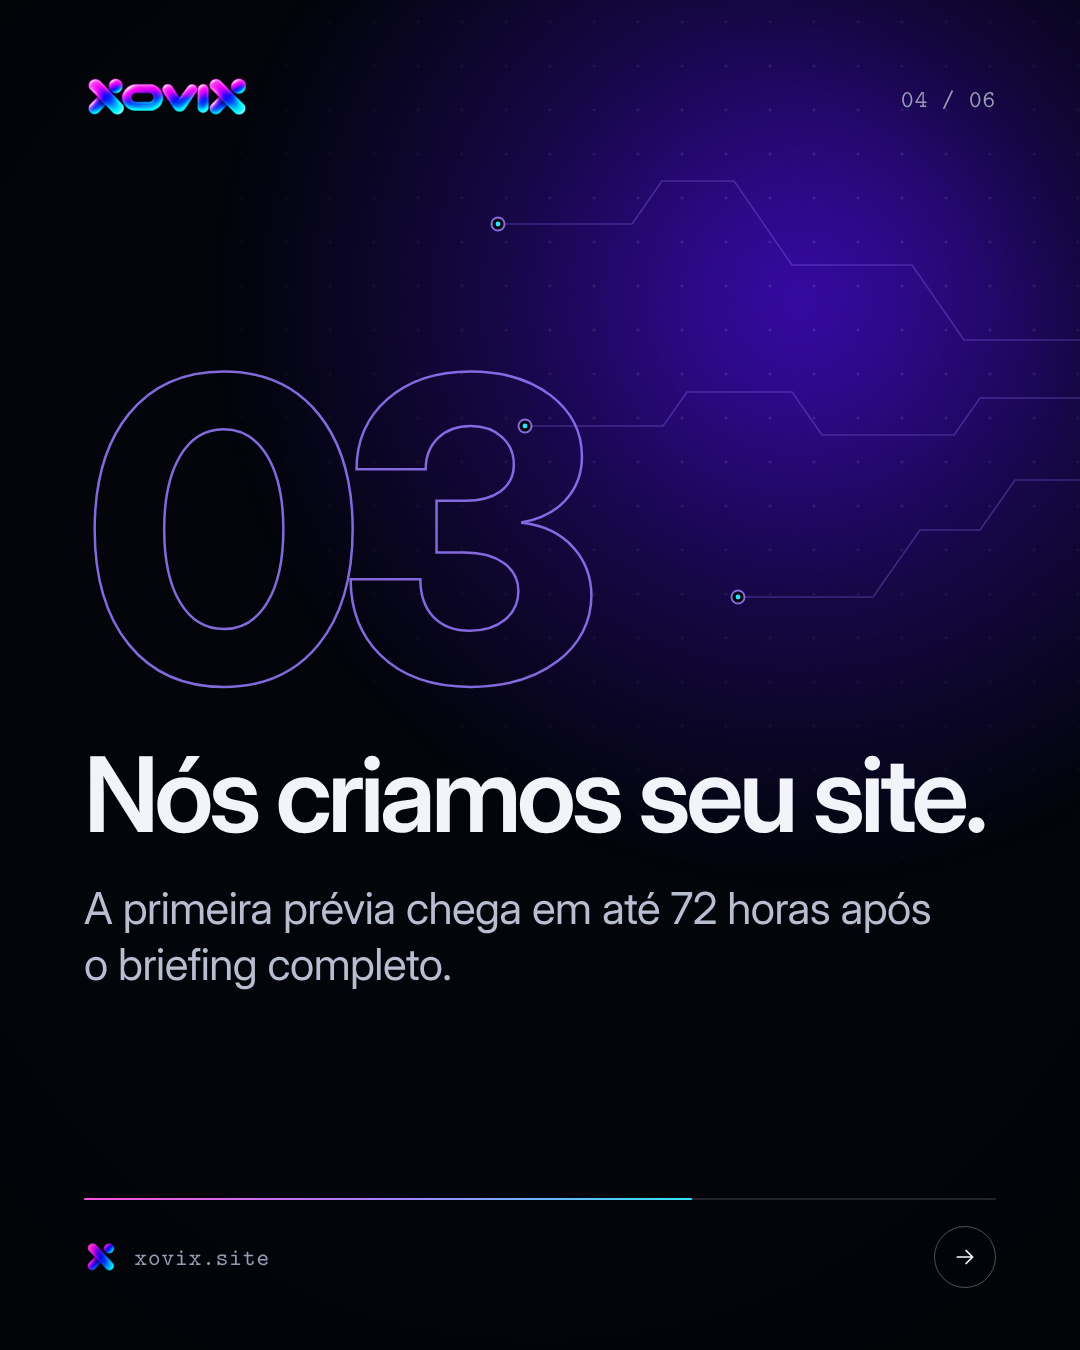 XOVIX
04 / 06
03
Nós criamos seu site.
A primeira prévia chega em até 72 horas após
o briefing completo.
xovix.site